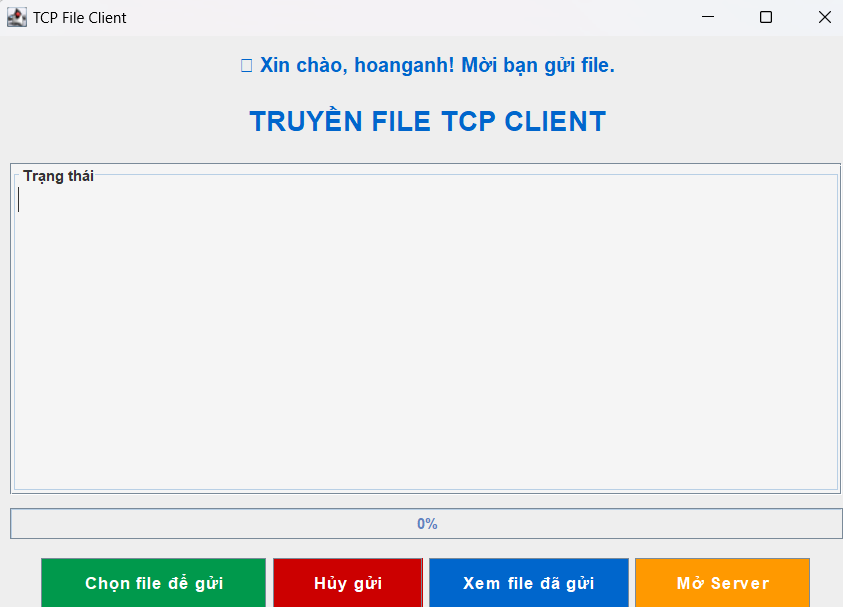 TCP File Client
Xin chào, hoanganh! Mời bạn gửi file.
TRUYỀN FILE TCP CLIENT
Trạng thái
0%
Chọn file để gửi
Hủy gửi
Xem file đã gửi
Mở Server